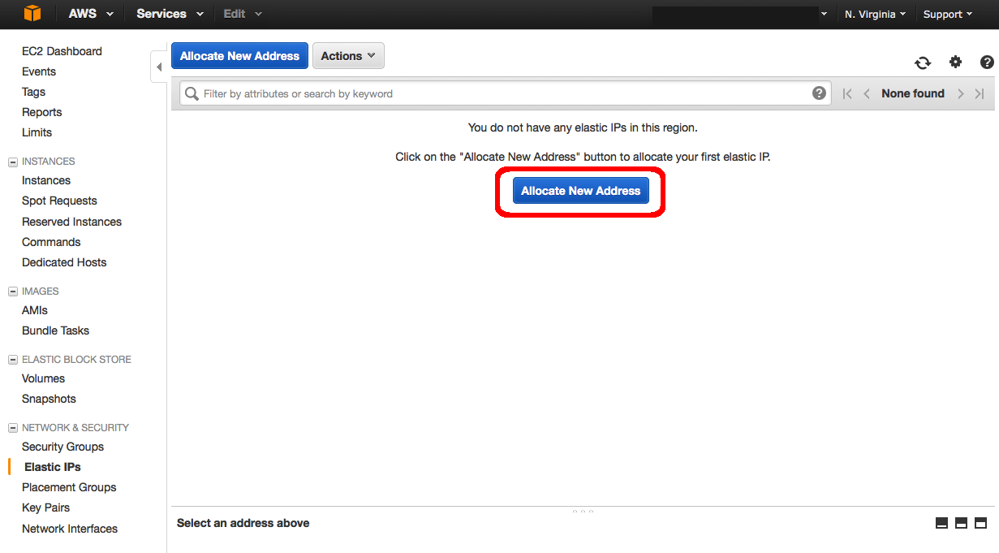 AWS Services Edit N. Virginia Support
EC2 Dashboard
Events
Tags
Reports
Limits
INSTANCES
Instances
Spot Requests
Reserved Instances
Commands
Dedicated Hosts
IMAGES
AMIs
Bundle Tasks
ELASTIC BLOCK STORE
Volumes
Snapshots
NETWORK & SECURITY
Security Groups
Elastic IPs
Placement Groups
Key Pairs
Network Interfaces
Allocate New Address Actions
Filter by attributes or search by keyword None found
You do not have any elastic IPs in this region.
Click on the "Allocate New Address" button to allocate your first elastic IP.
Allocate New Address
Select an address above